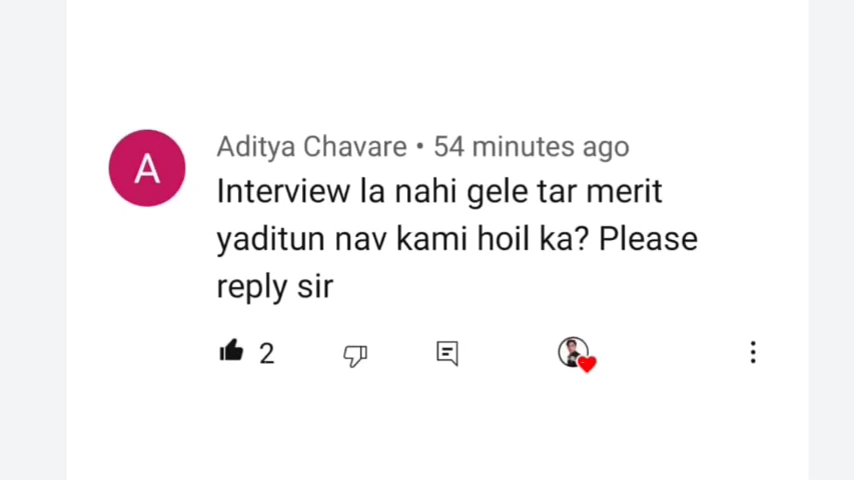 A
Aditya Chavare • 54 minutes ago
Interview la nahi gele tar merit
yaditun nav kami hoil ka? Please
reply sir
2